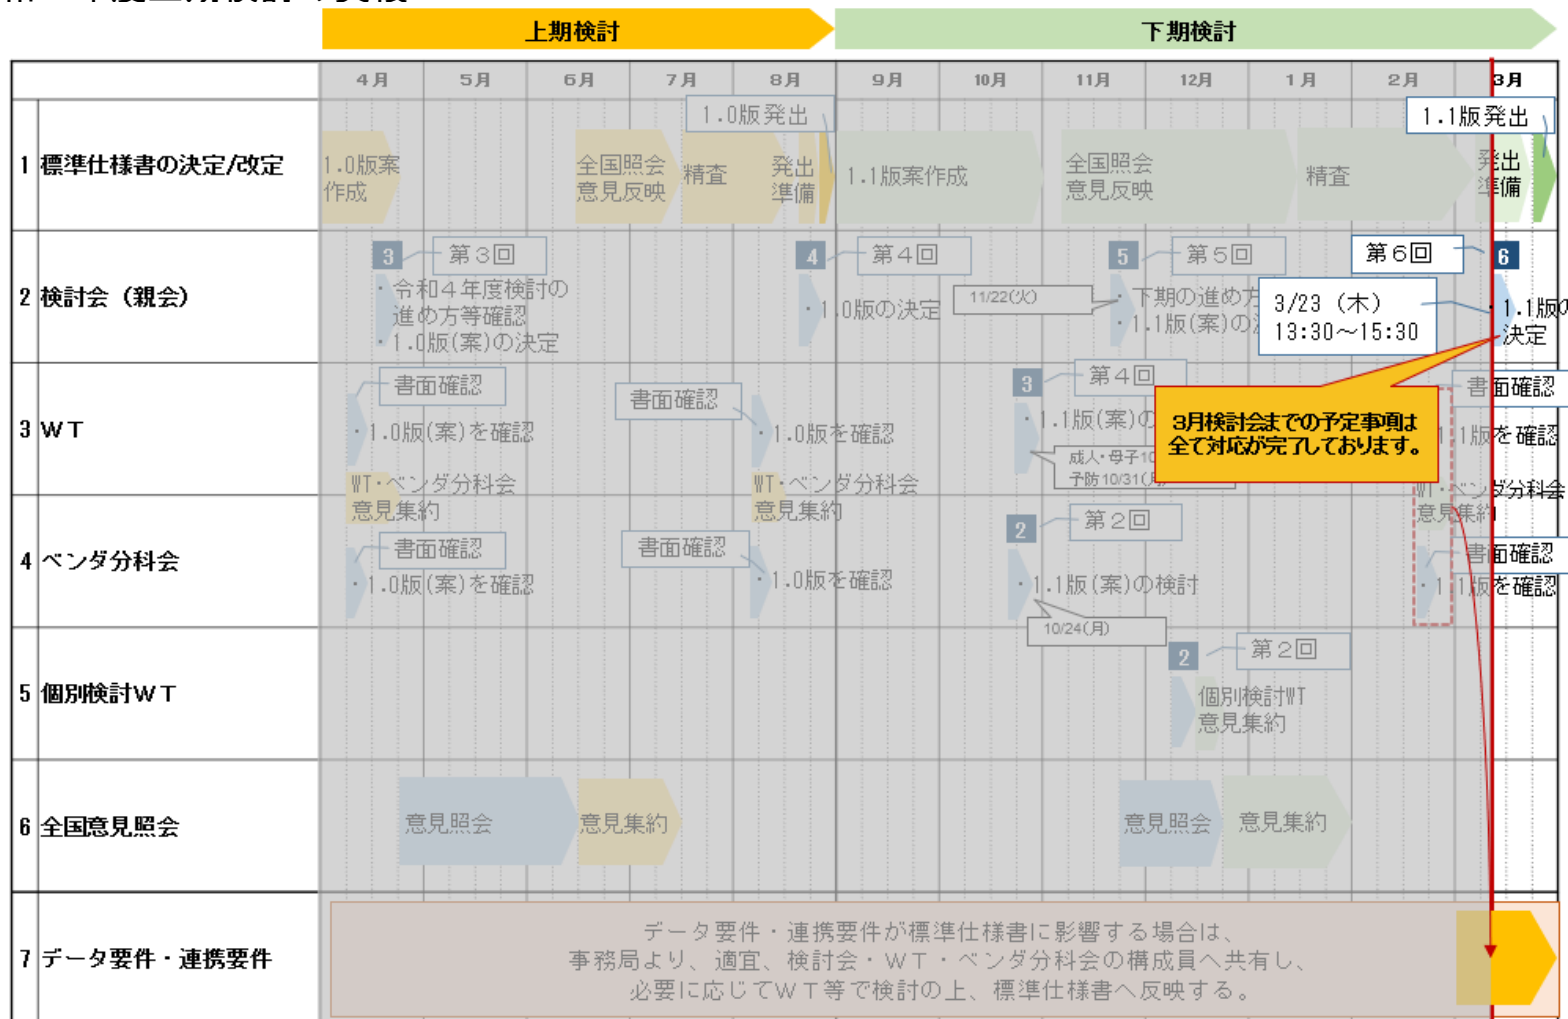 上期検討
下期検討
4月 5月 6月 7月 8月 9月 10月 11月 12月 1月 2月 3月
1 標準仕様書の決定/改定
1.0版案
作成
全国照会
意見反映
精査
発出
準備
1.0版発出
1.1版案作成
全国照会
意見反映
精査
発出
準備
1.1版発出
2 検討会（親会）
3
第３回
・令和４年度検討の
進め方等確認
・1.0版(案)の決定
4
第４回
・1.0版の決定
11/22(火)
5
第５回
・下期の進め方
・1.1版(案)の
第６回
6
3/23（木）
13:30～15:30
・1.1版の
決定
3月検討会までの予定事項は
全て対応が完了しております。
3 ＷＴ
書面確認
・1.0版(案)を確認
WT・ベンダ分科会
意見集約
書面確認
・1.0版を確認
WT・ベンダ分科会
意見集約
3
第４回
・1.1版(案)の
成人・母子10
予防10/31(月)
書面確認
1.1版を確認
WT・ベンダ分科会
意見集約
4 ベンダ分科会
書面確認
・1.0版(案)を確認
書面確認
・1.0版を確認
2
第２回
・1.1版(案)の検討
10/24(月)
書面確認
・1.1版を確認
5 個別検討ＷＴ
2
第２回
個別検討WT
意見集約
6 全国意見照会
意見照会
意見集約
意見照会
意見集約
7 データ要件・連携要件
データ要件・連携要件が標準仕様書に影響する場合は、
事務局より、適宜、検討会・ＷＴ・ベンダ分科会の構成員へ共有し、
必要に応じてＷＴ等で検討の上、標準仕様書へ反映する。